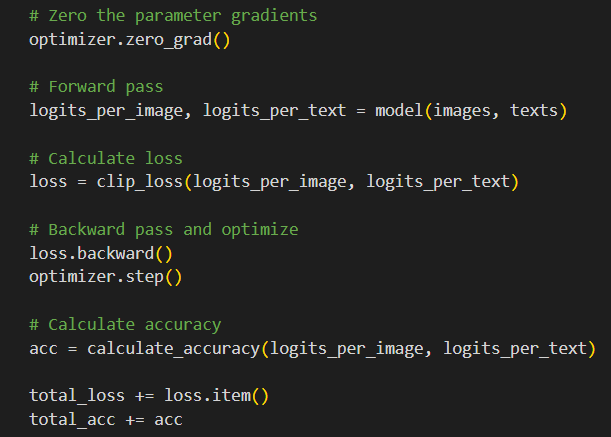 # Zero the parameter gradients
optimizer.zero_grad()
# Forward pass
logits_per_image, logits_per_text = model(images, texts)
# Calculate loss
loss = clip_loss(logits_per_image, logits_per_text)
# Backward pass and optimize
loss.backward()
optimizer.step()
# Calculate accuracy
acc = calculate_accuracy(logits_per_image, logits_per_text)
total_loss += loss.item()
total_acc += acc